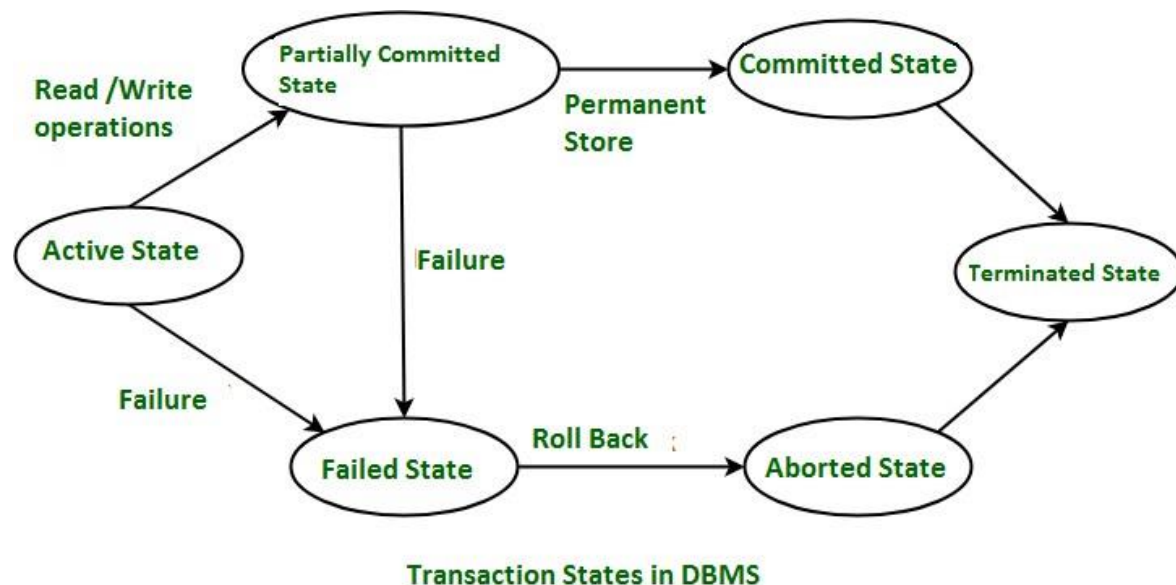 Partially Committed
State
Committed State
Read /Write
operations
Permanent
Store
Active State
Failure
Terminated State
Failure
Roll Back
Failed State
Aborted State
Transaction States in DBMS